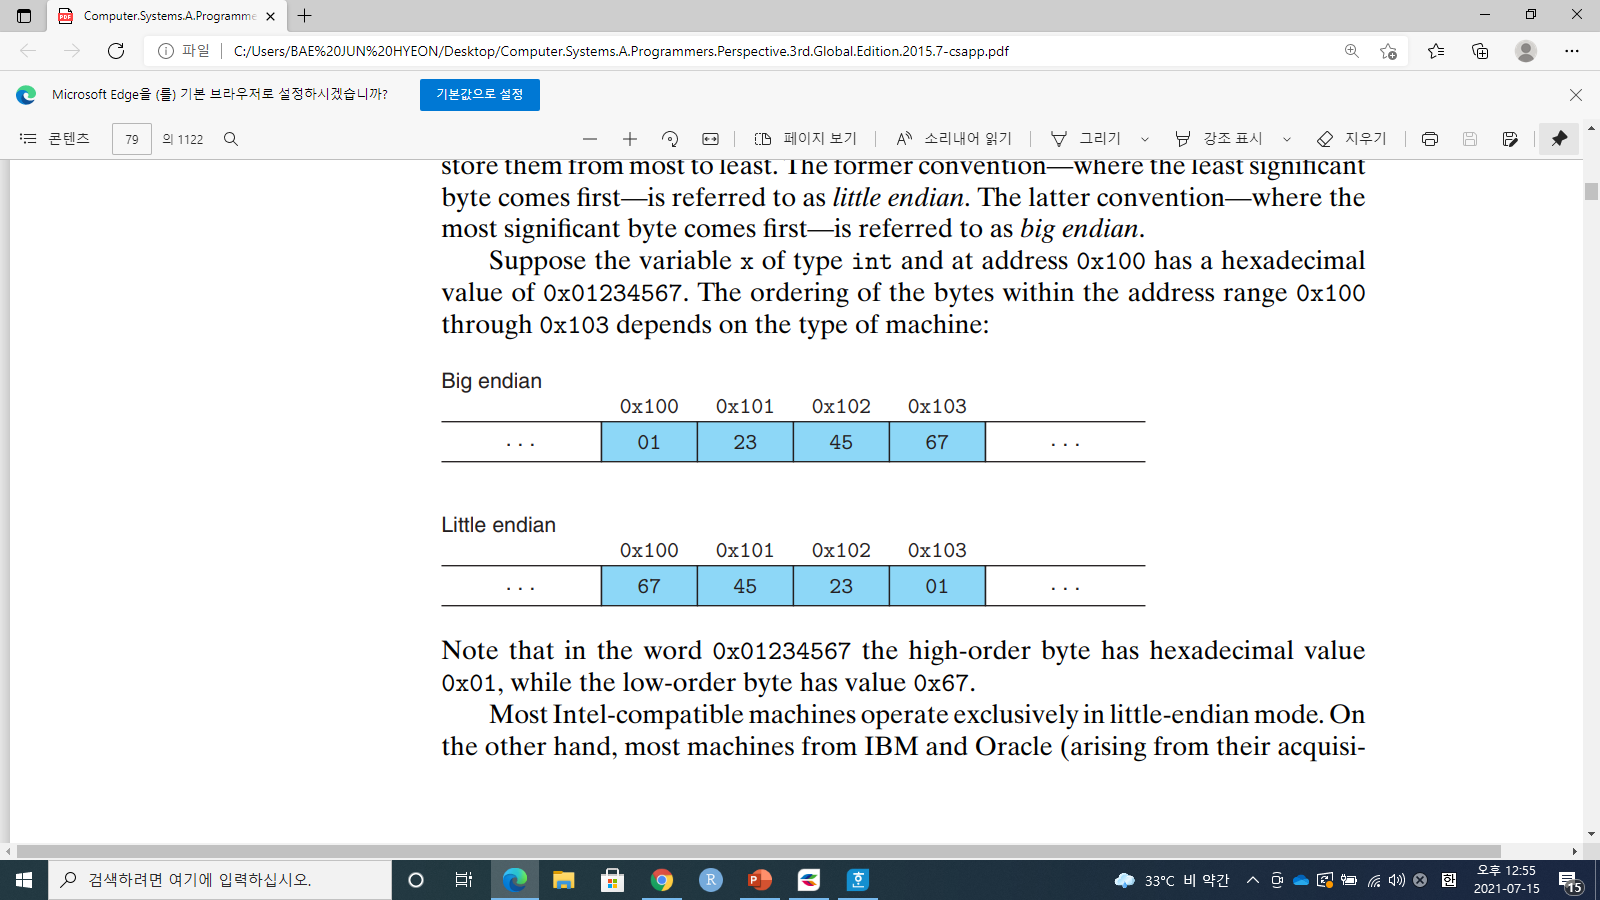 Computer.Systems.A.Programme
파일
C:/Users/BAE%20JUN%20HYEON/Desktop/Computer.Systems.A.Programmers.Perspective.3rd.Global.Edition.2015.7-csapp.pdf
Microsoft Edge을 (를) 기본 브라우저로 설정하시겠습니까?
기본값으로 설정
콘텐츠
79
의 1122
페이지 보기
소리내어 읽기
그리기
강조 표시
지우기
store them from most to least. The former convention—where the least significant
byte comes first—is referred to as little endian. The latter convention—where the
most significant byte comes first—is referred to as big endian.
Suppose the variable x of type int and at address 0x100 has a hexadecimal
value of 0x01234567. The ordering of the bytes within the address range 0x100
through 0x103 depends on the type of machine:
Big endian
0x100 0x101 0x102 0x103
... 01 23 45 67 ...
Little endian
0x100 0x101 0x102 0x103
... 67 45 23 01 ...
Note that in the word 0x01234567 the high-order byte has hexadecimal value
0x01, while the low-order byte has value 0x67.
Most Intel-compatible machines operate exclusively in little-endian mode. On
the other hand, most machines from IBM and Oracle (arising from their acquisi-
검색하려면 여기에 입력하십시오.
33°C 비 약간
한
오후 12:55
2021-07-15
15